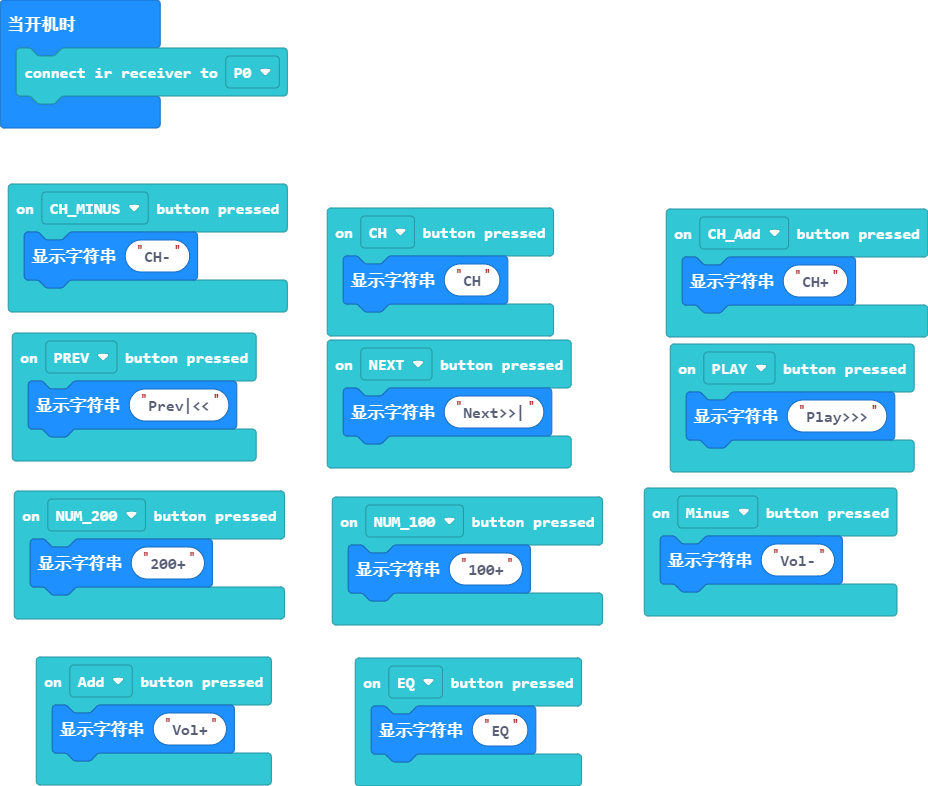 当开机时
connect ir receiver to P0
on CH_MINUS button pressed
显示字符串 "CH-"
on CH button pressed
显示字符串 "CH"
on CH_Add button pressed
显示字符串 "CH+"
on PREV button pressed
显示字符串 "Prev|<<"
on NEXT button pressed
显示字符串 "Next>>|"
on PLAY button pressed
显示字符串 "Play>>>"
on NUM_200 button pressed
显示字符串 "200+"
on NUM_100 button pressed
显示字符串 "100+"
on Minus button pressed
显示字符串 "Vol-"
on Add button pressed
显示字符串 "Vol+"
on EQ button pressed
显示字符串 "EQ"